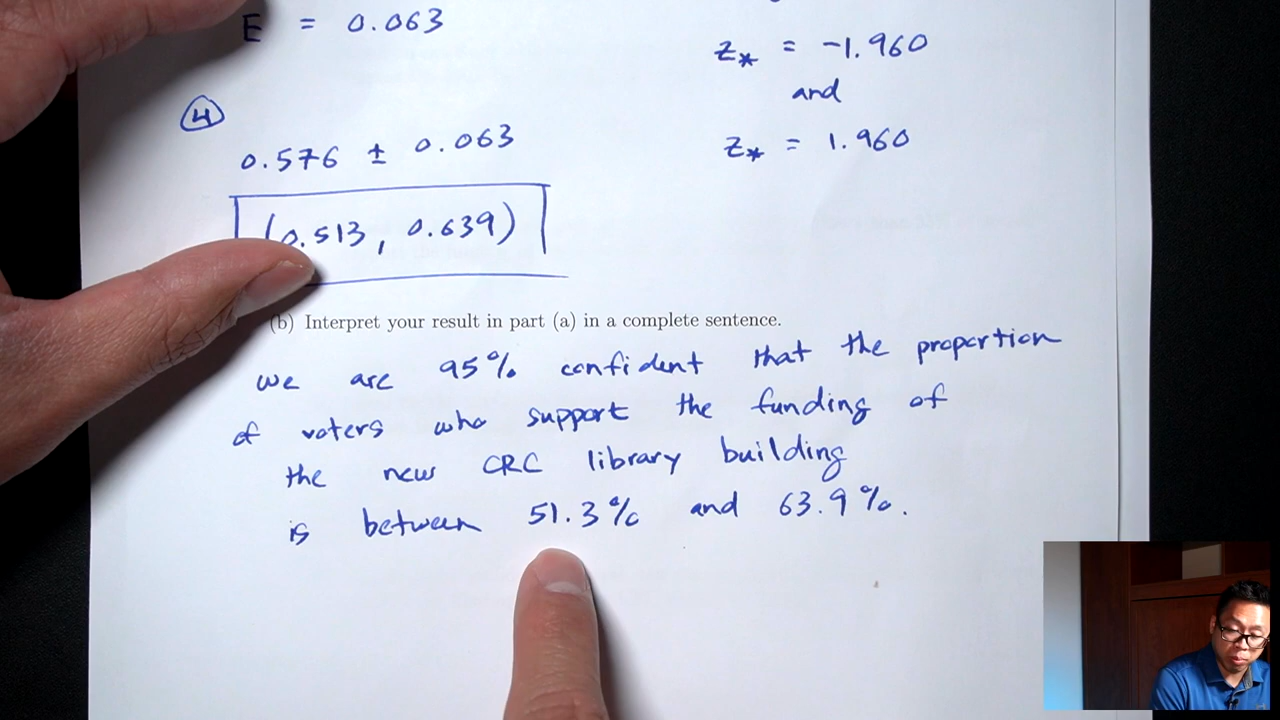 E = 0.063
z* = -1.960
and
4
0.576 ± 0.063
z* = 1.960
(0.513, 0.639)
(b) Interpret your result in part (a) in a complete sentence.
we are 95% confident that the proportion
of voters who support the funding of
the new CRC library building
is between 51.3% and 63.9%.